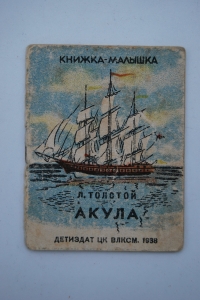 КНИЖКА-МАЛЫШКА
Л. ТОЛСТОЙ
АКУЛА
ДЕТИЗДАТ ЦК ВЛКСМ. 1938